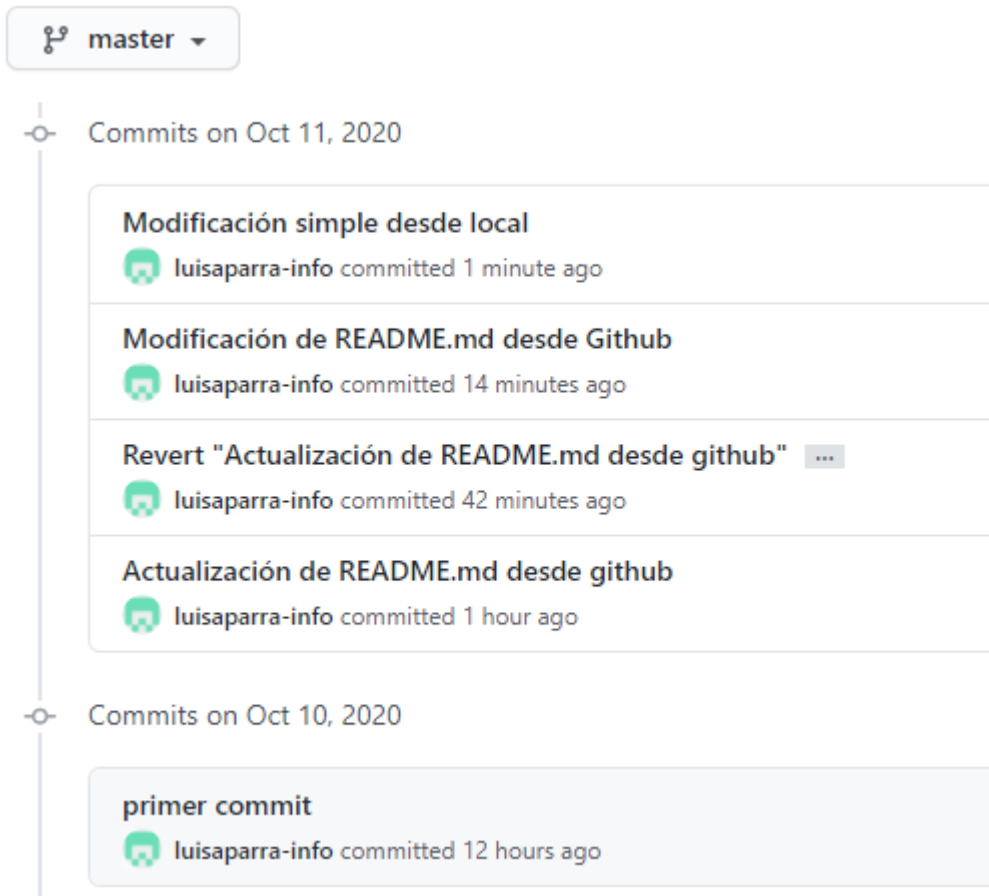 master
Commits on Oct 11, 2020
Modificación simple desde local
luisaparra-info committed 1 minute ago
Modificación de README.md desde Github
luisaparra-info committed 14 minutes ago
Revert "Actualización de README.md desde github" ...
luisaparra-info committed 42 minutes ago
Actualización de README.md desde github
luisaparra-info committed 1 hour ago
Commits on Oct 10, 2020
primer commit
luisaparra-info committed 12 hours ago